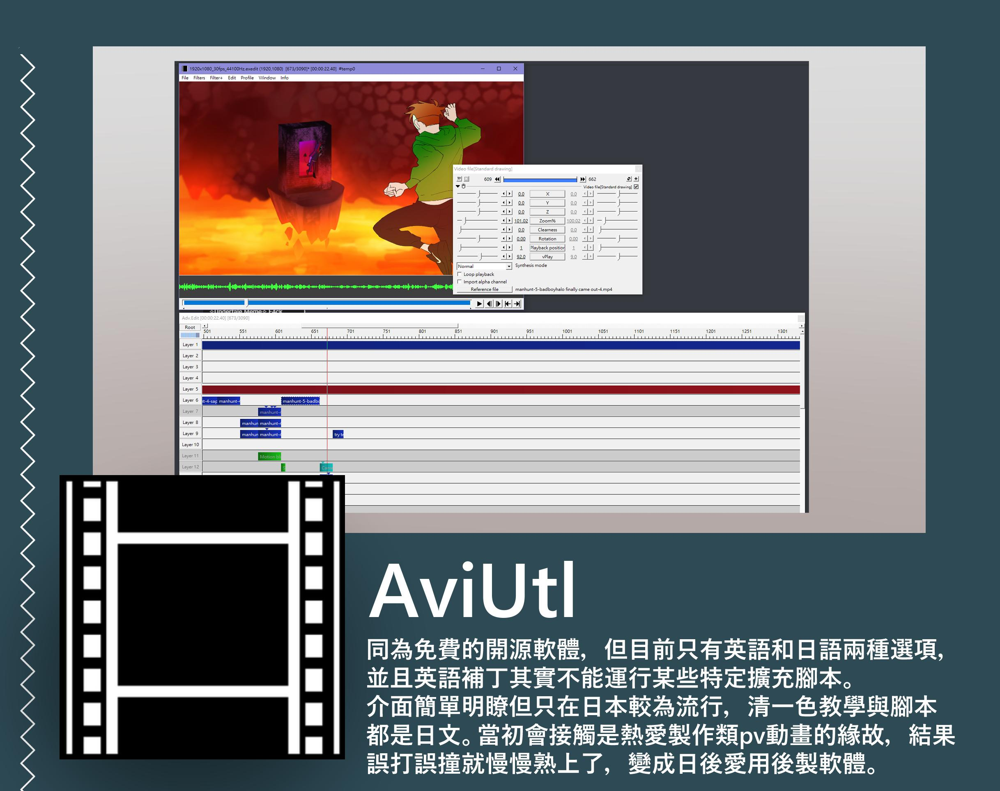 1920x1080_30fps_44100Hz.exedit (1920,1080) [673/3090]* [00:00:22.40] #temp0
File Filters Filter+ Edit Profile Window Info
Video file[Standard drawing]
609 662
Video file[Standard drawing]
0.0 X 0.0
0.0 Y 0.0
0.0 Z 0.0
101.02 Zoom% 100.02
0.0 Clearness 0.0
0.00 Rotation 0.00
1 Playback position 1
92.0 vPlay 9.0
Normal Synthesis mode
Loop playback
Import alpha channel
Reference file manhunt-5-badboyhalo finally came out-4.mp4
Adv.Edit [00:00:22.40] [673/3090]
Root
501 551 601 651 701 751 801 851 901 951 1001 1051 1101 1151 1201 1251 1301
Layer 1
Layer 2
Layer 3
Layer 4
Layer 5
Layer 6 nt-4-sap manhunt-4 manhunt-5-badbo
Layer 7 manhunt-4
Layer 8 manhun manhunt-4
Layer 9 manhun manhunt-4 try te
Layer 10
Layer 11 Motion bl
Layer 12 Cam
AviUtl
同為免費的開源軟體，但目前只有英語和日語兩種選項，
並且英語補丁其實不能運行某些特定擴充腳本。
介面簡單明瞭但只在日本較為流行，清一色教學與腳本
都是日文。當初會接觸是熱愛製作類pv動畫的緣故，結果
誤打誤撞就慢慢熟上了，變成日後愛用後製軟體。